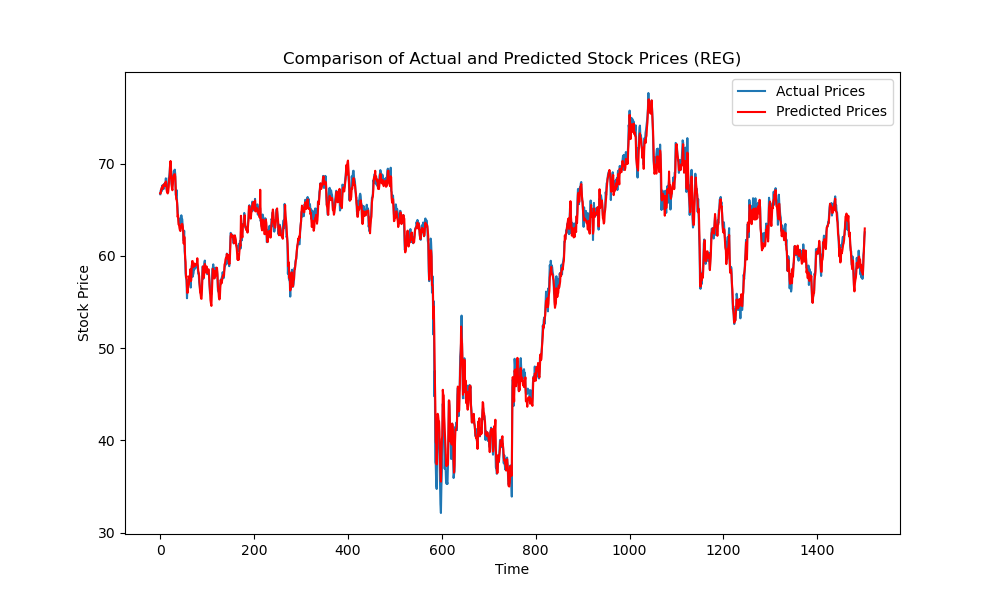 Comparison of Actual and Predicted Stock Prices (REG)
Actual Prices
Predicted Prices
Stock Price
70
60
50
40
30
0 200 400 600 800 1000 1200 1400
Time